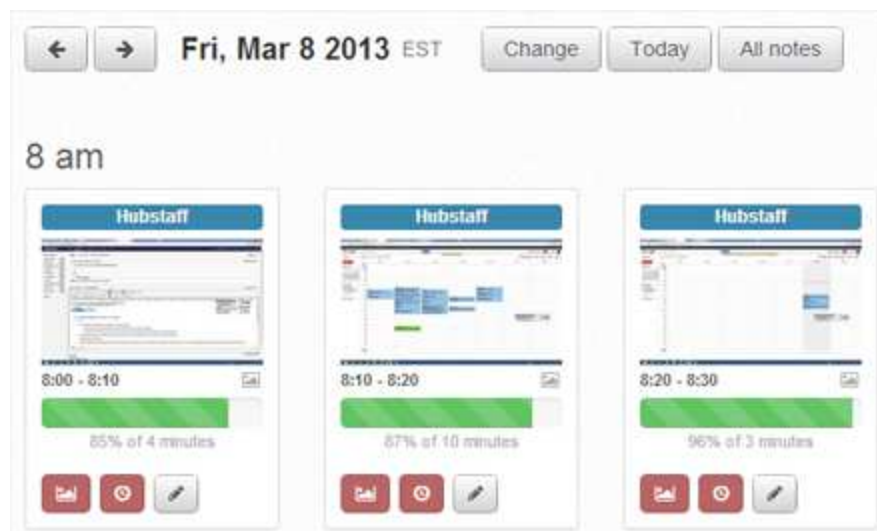 Fri, Mar 8 2013 EST Change Today All notes
8 am
Hubstaff Hubstaff Hubstaff
8:00 - 8:10 8:10 - 8:20 8:20 - 8:30
85% of 4 minutes 87% of 10 minutes 96% of 3 minutes